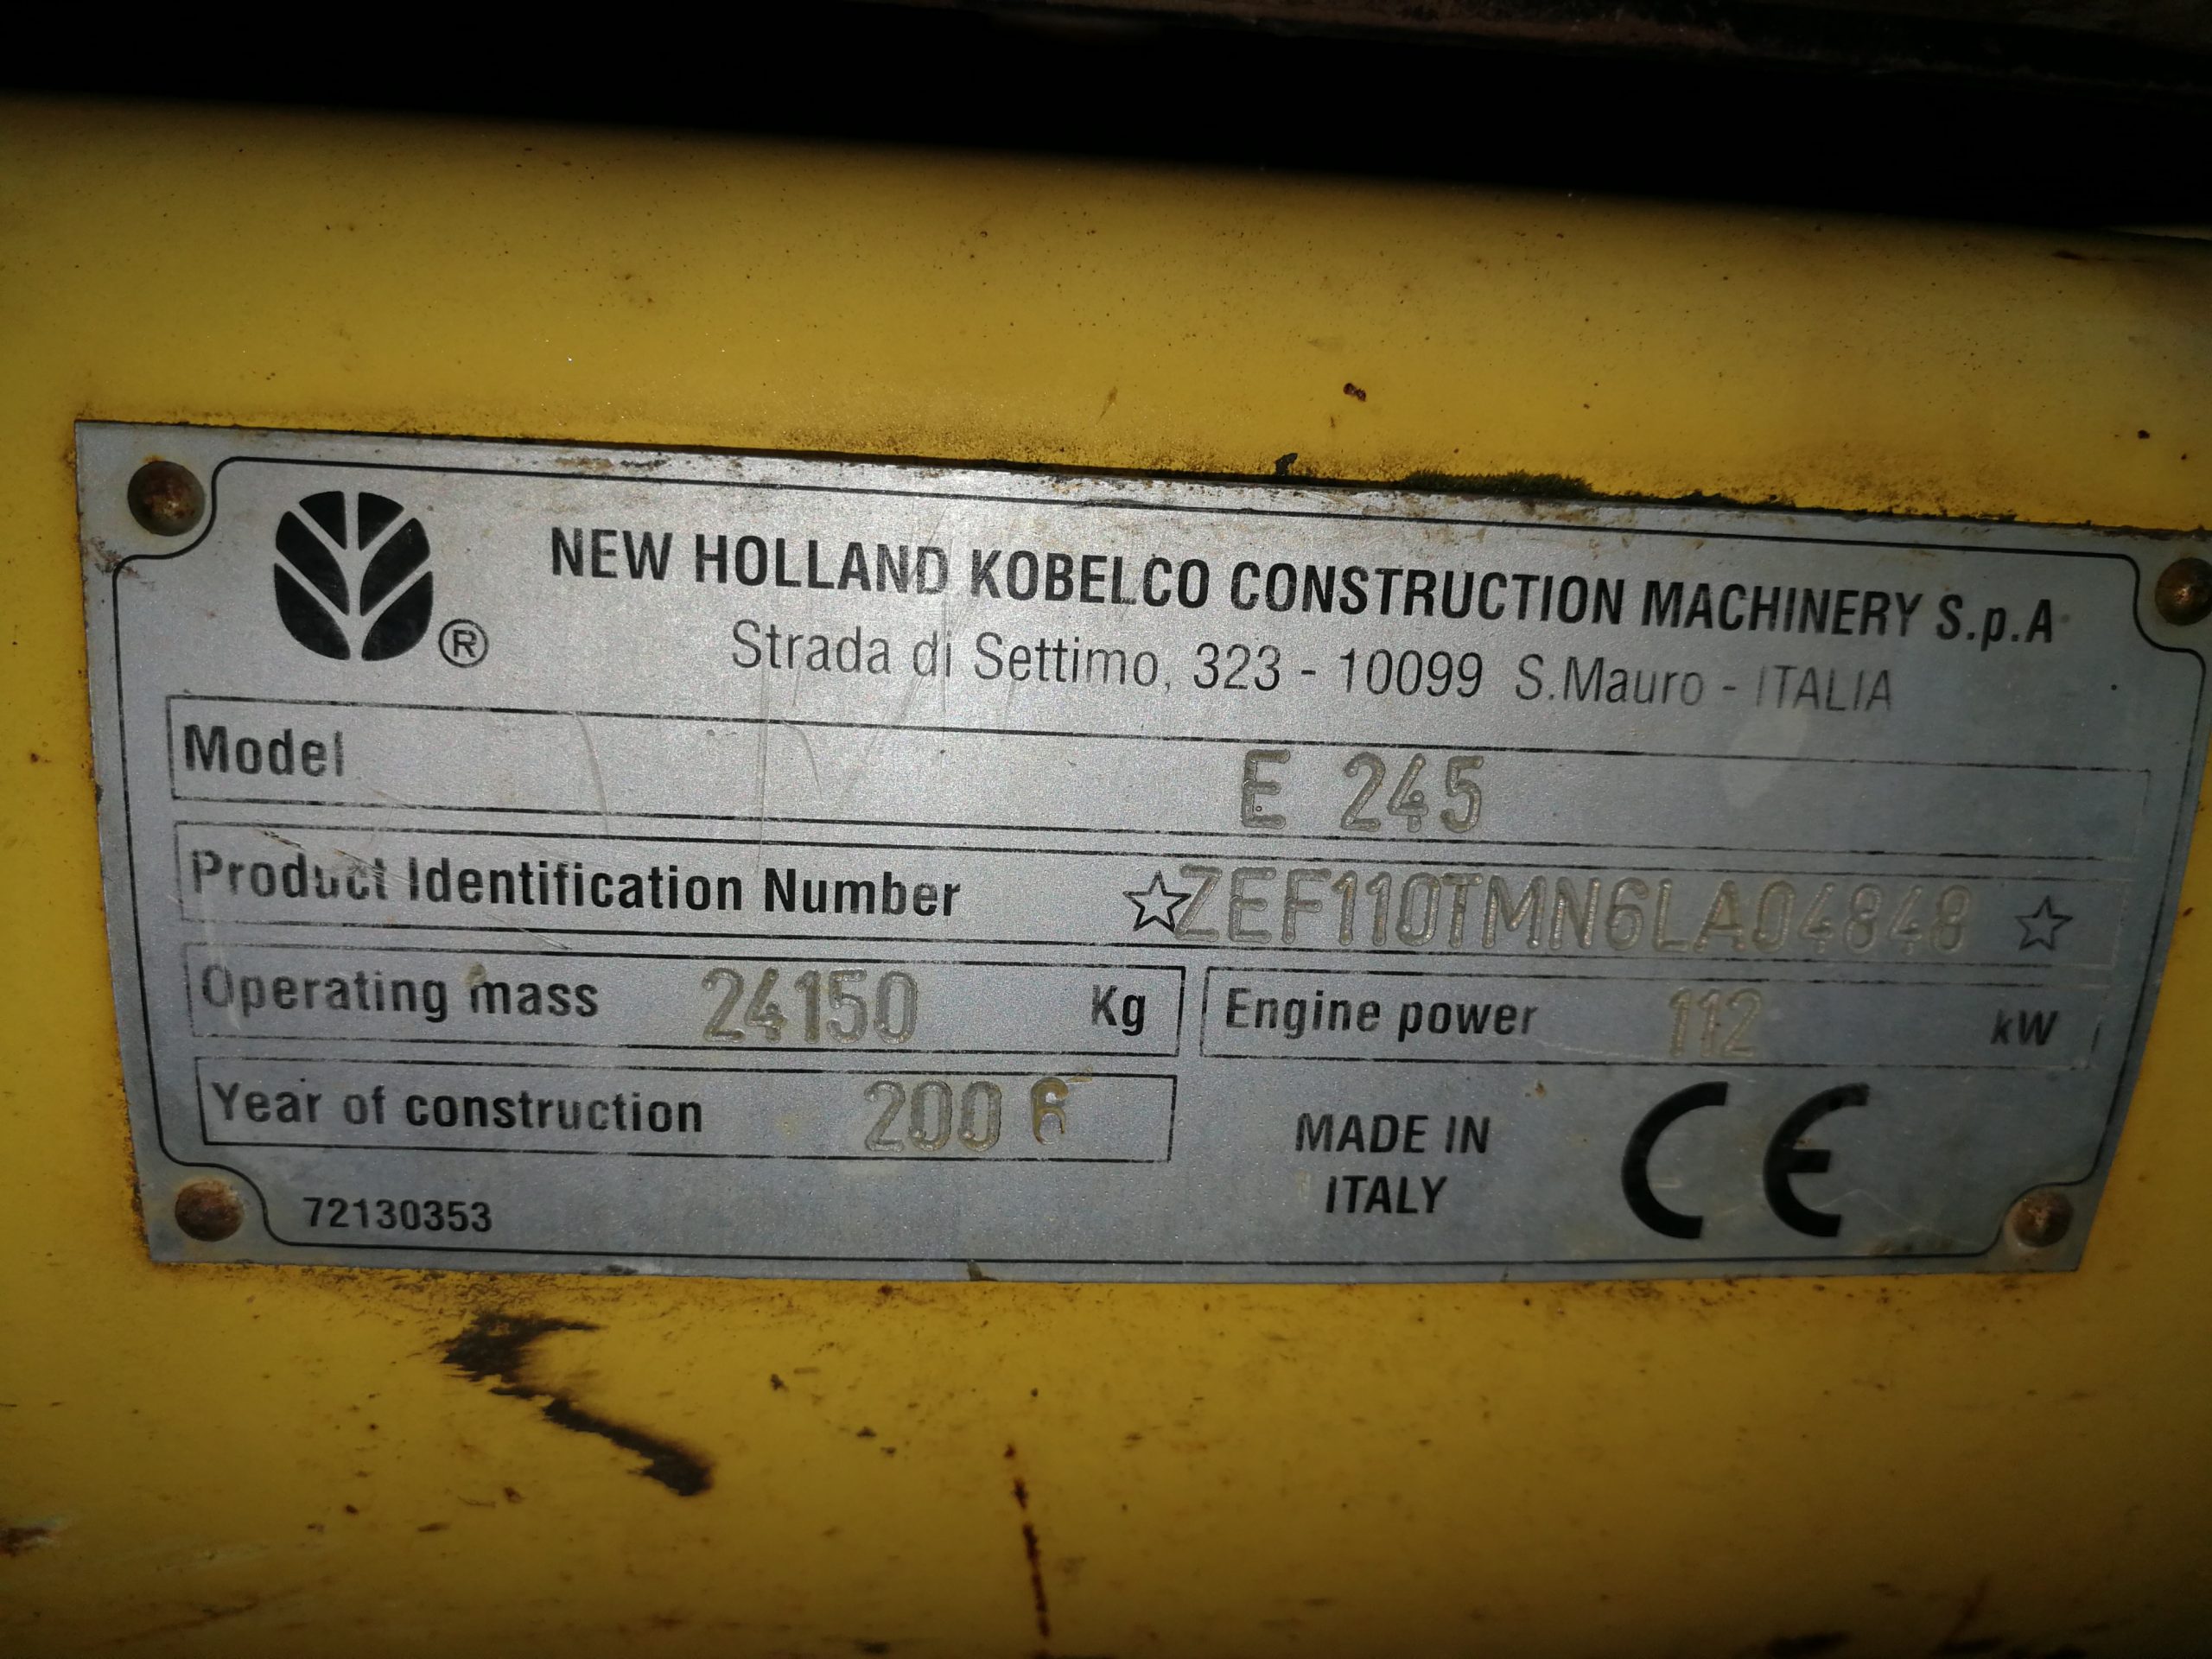 ®
NEW HOLLAND KOBELCO CONSTRUCTION MACHINERY S.p.A
Strada di Settimo, 323 - 10099 S.Mauro - ITALIA
Model E 245
Product Identification Number ☆ZEF110TMN6LA04848☆
Operating mass 24150 Kg Engine power 112 kW
Year of construction 2006
MADE IN
ITALY
CE
72130353